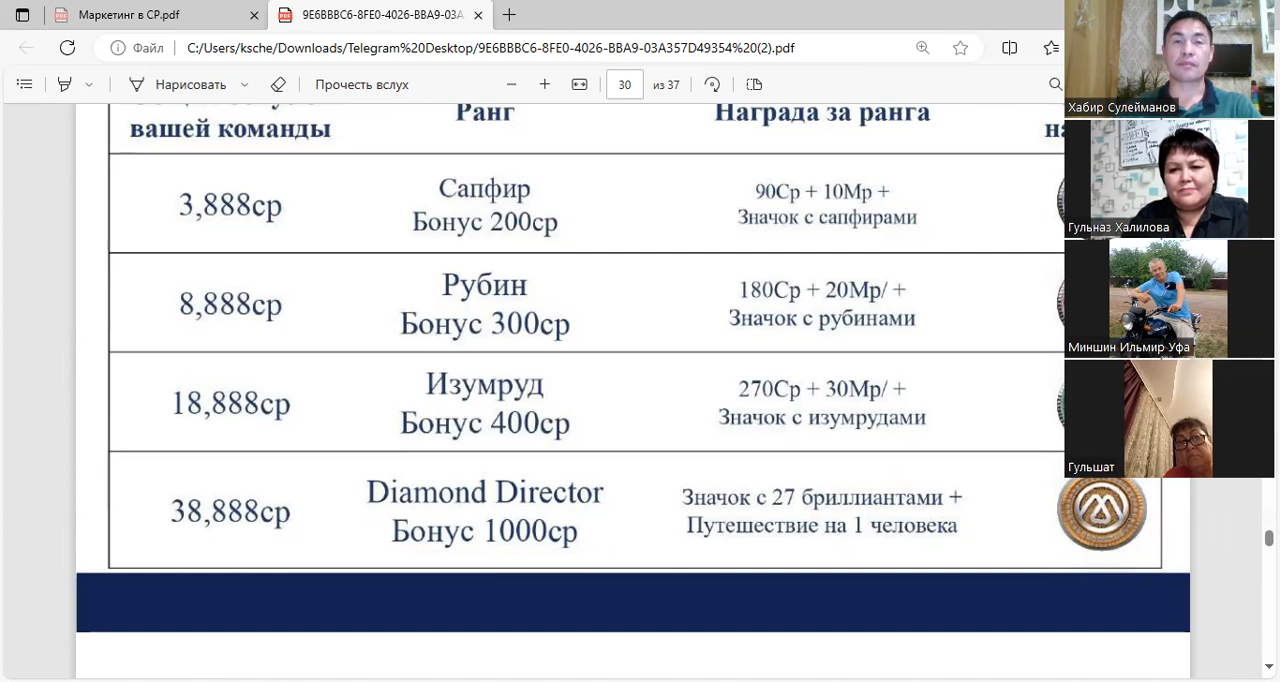 Маркетинг в СР.pdf
9E6BBBC6-8FE0-4026-BBA9-03A
Файл
C:/Users/ksche/Downloads/Telegram%20Desktop/9E6BBBC6-8FE0-4026-BBA9-03A357D49334%20(2).pdf
Нарисовать
Прочесть вслух
30 из 37
вашей команды
Ранг
Награда за ранга
3,888ср
Сапфир
Бонус 200ср
90Ср + 10Мр +
Значок с сапфирами
8,888ср
Рубин
Бонус 300ср
180Ср + 20Мр/ +
Значок с рубинами
18,888ср
Изумруд
Бонус 400ср
270Ср + 30Мр/ +
Значок с изумрудами
38,888ср
Diamond Director
Бонус 1000ср
Значок с 27 бриллиантами +
Путешествие на 1 человека
Хабир Сулейманов
Гульназ Халилова
Миншин Ильмир Уфа
Гульшат